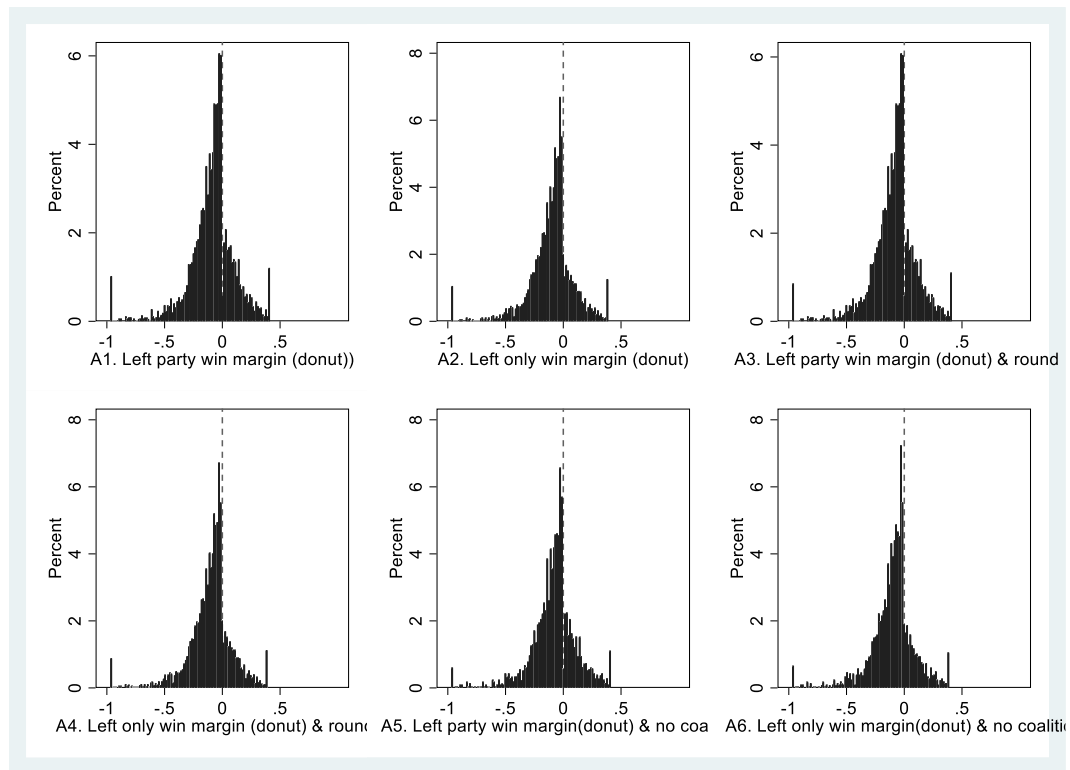 Percent
0 2 4 6
-1 -.5 0 .5
A1. Left party win margin (donut))
Percent
0 2 4 6 8
-1 -.5 0 .5
A2. Left only win margin (donut)
Percent
0 2 4 6
-1 -.5 0 .5
A3. Left party win margin (donut) & round
Percent
0 2 4 6 8
-1 -.5 0 .5
A4. Left only win margin (donut) & round
Percent
0 2 4 6 8
-1 -.5 0 .5
A5. Left party win margin(donut) & no coa
Percent
0 2 4 6 8
-1 -.5 0 .5
A6. Left only win margin (donut) & no coaliti